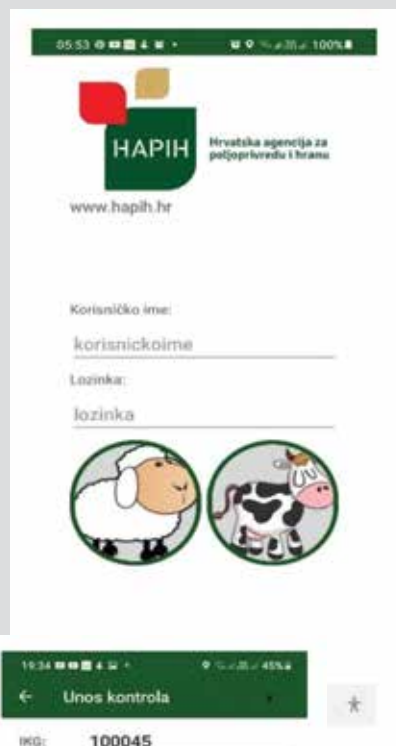 05:53
100%
HAPIH
Hrvatska agencija za
poljoprivredu i hranu
www.hapih.hr
Korisničko ime:
korisnickoime
Lozinka:
lozinka
19:34
45%
Unos kontrola
IKG: 100045